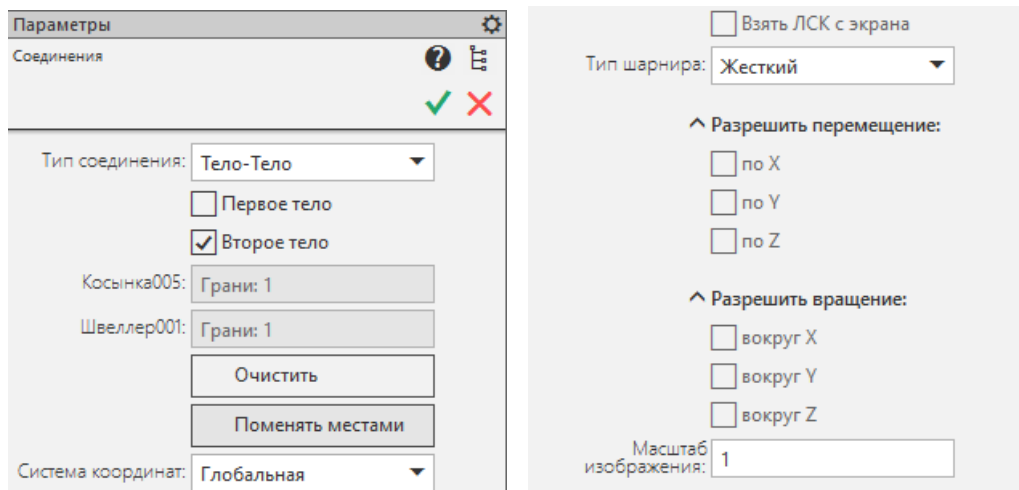 Параметры
Соединения
Тип соединения: Тело-Тело
Первое тело
Второе тело
Косынка005: Грани: 1
Швеллер001: Грани: 1
Очистить
Поменять местами
Система координат: Глобальная
Взять ЛСК с экрана
Тип шарнира: Жесткий
Разрешить перемещение:
по X
по Y
по Z
Разрешить вращение:
вокруг X
вокруг Y
вокруг Z
Масштаб
изображения: 1